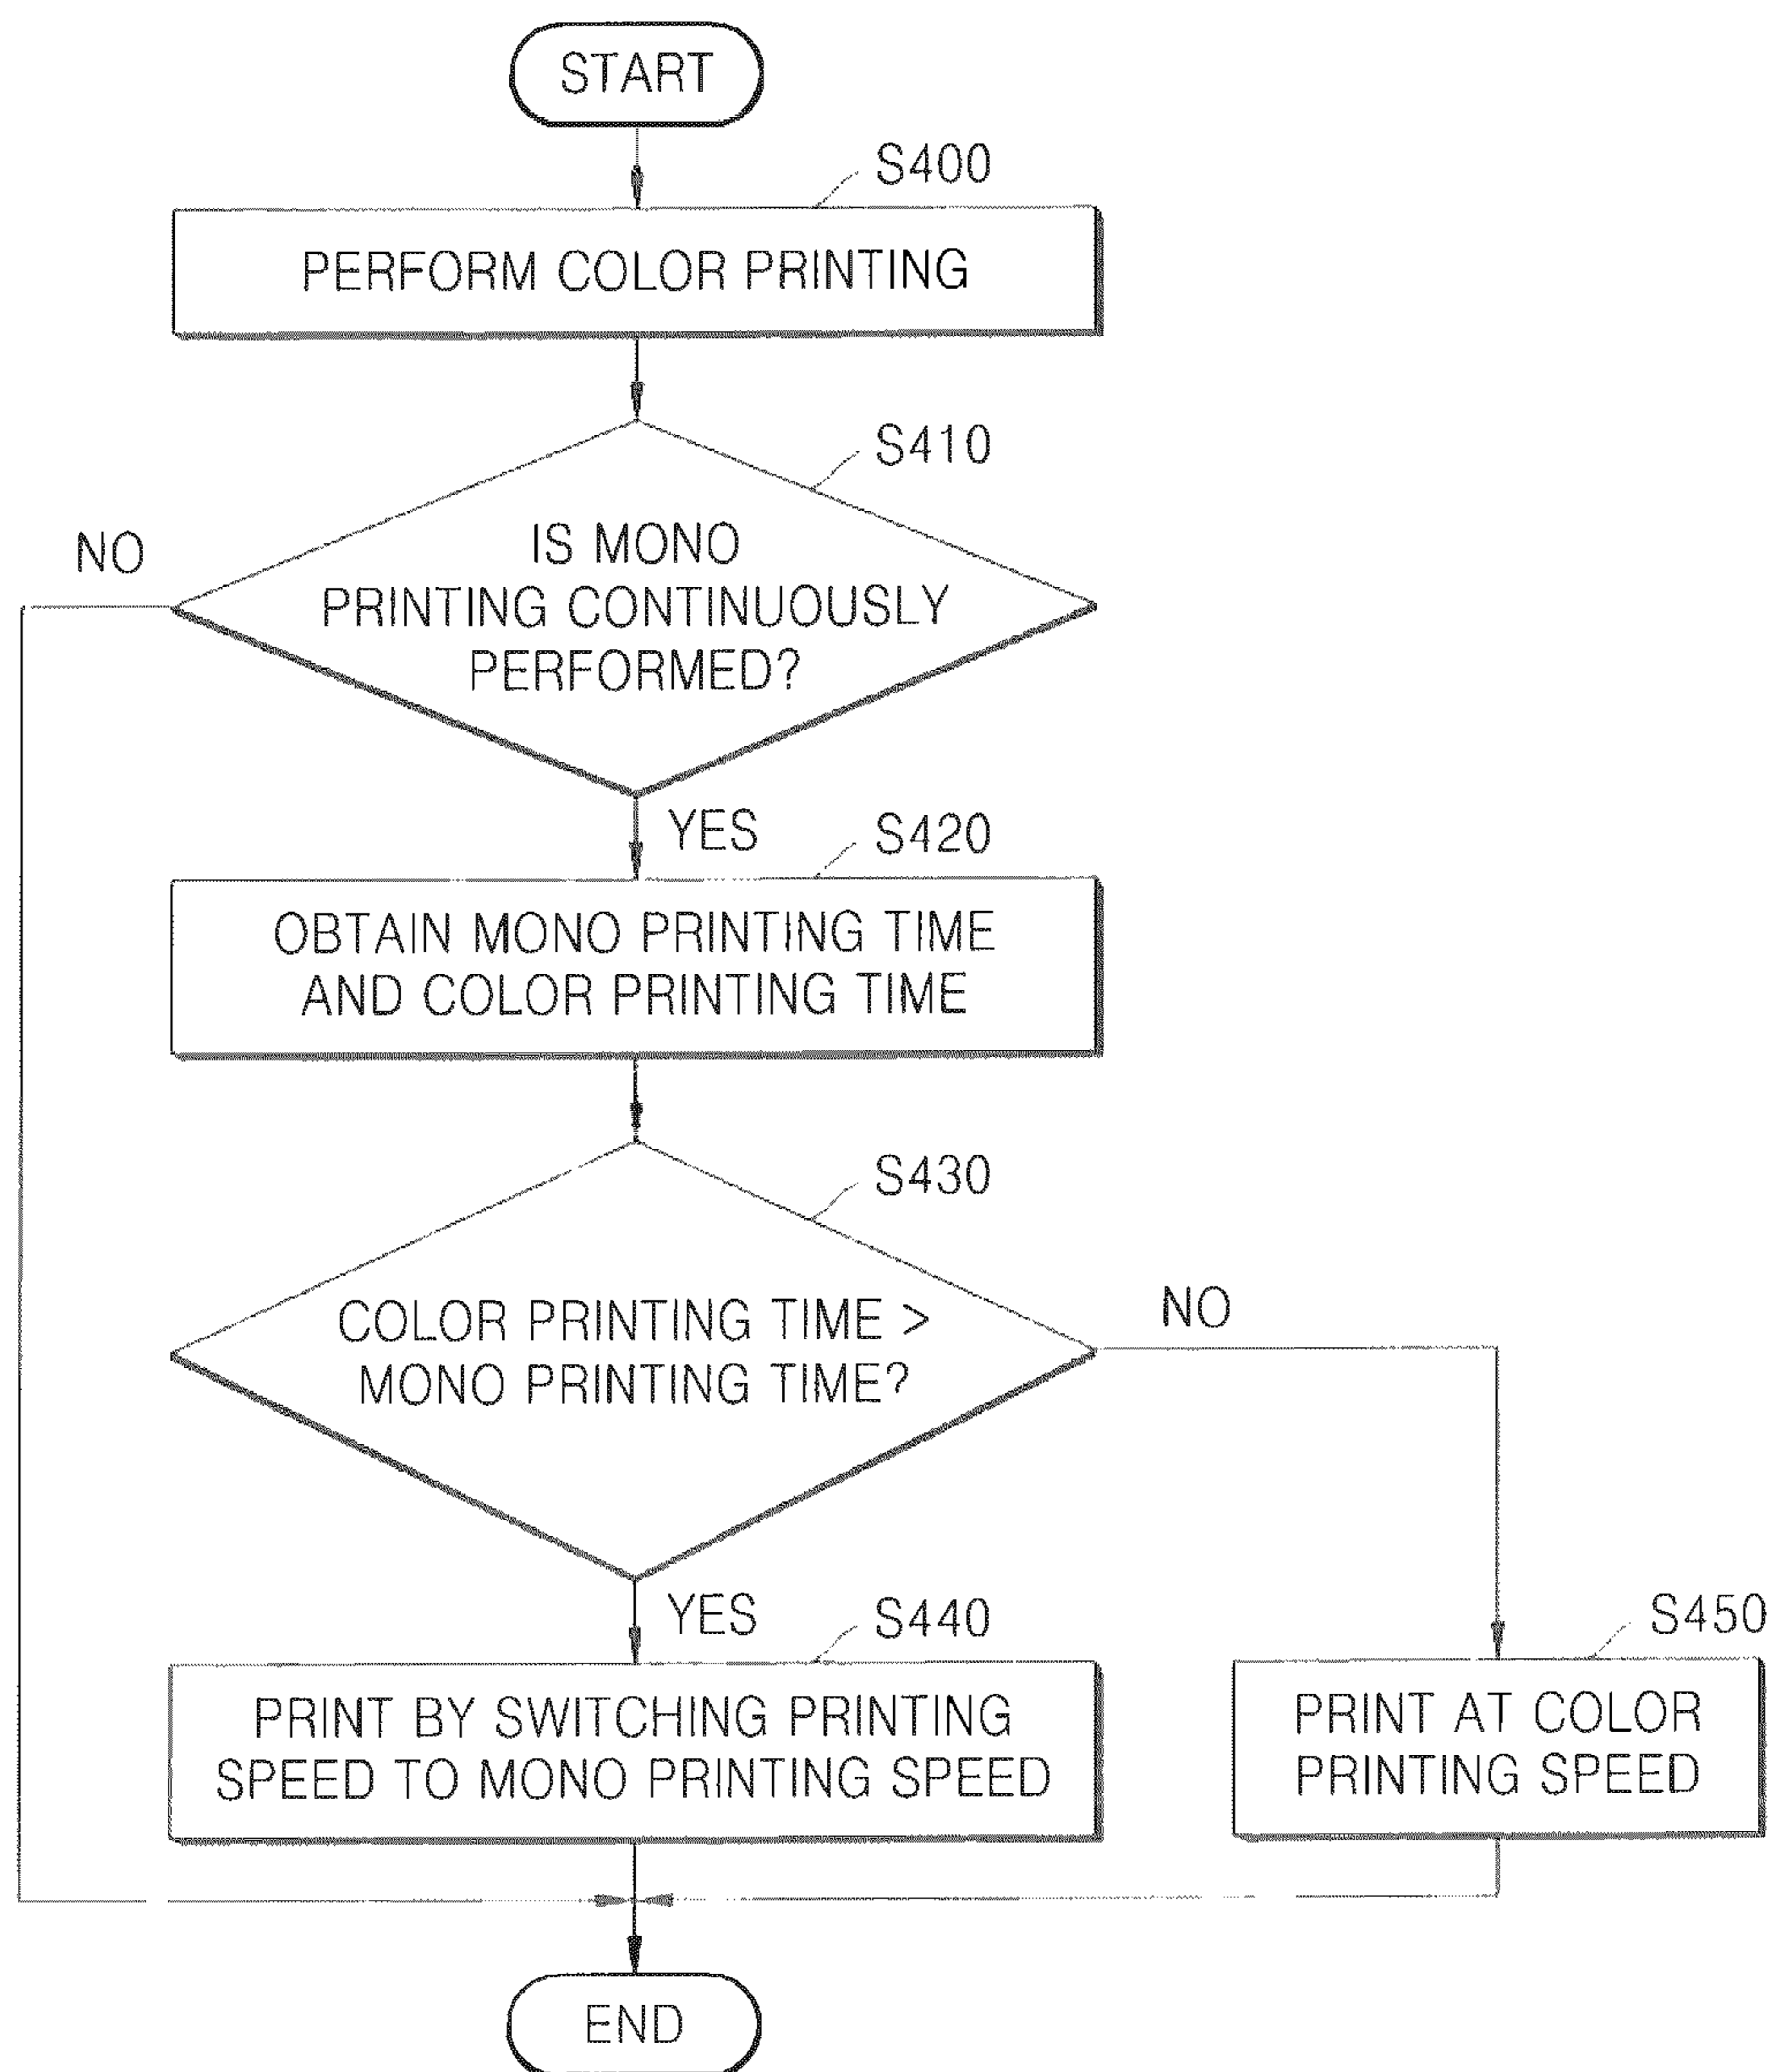 START
S400
PERFORM COLOR PRINTING
S410
NO
IS MONO
PRINTING CONTINUOUSLY
PERFORMED?
YES
S420
OBTAIN MONO PRINTING TIME
AND COLOR PRINTING TIME
S430
COLOR PRINTING TIME >
MONO PRINTING TIME?
NO
YES
S440
PRINT BY SWITCHING PRINTING
SPEED TO MONO PRINTING SPEED
S450
PRINT AT COLOR
PRINTING SPEED
END